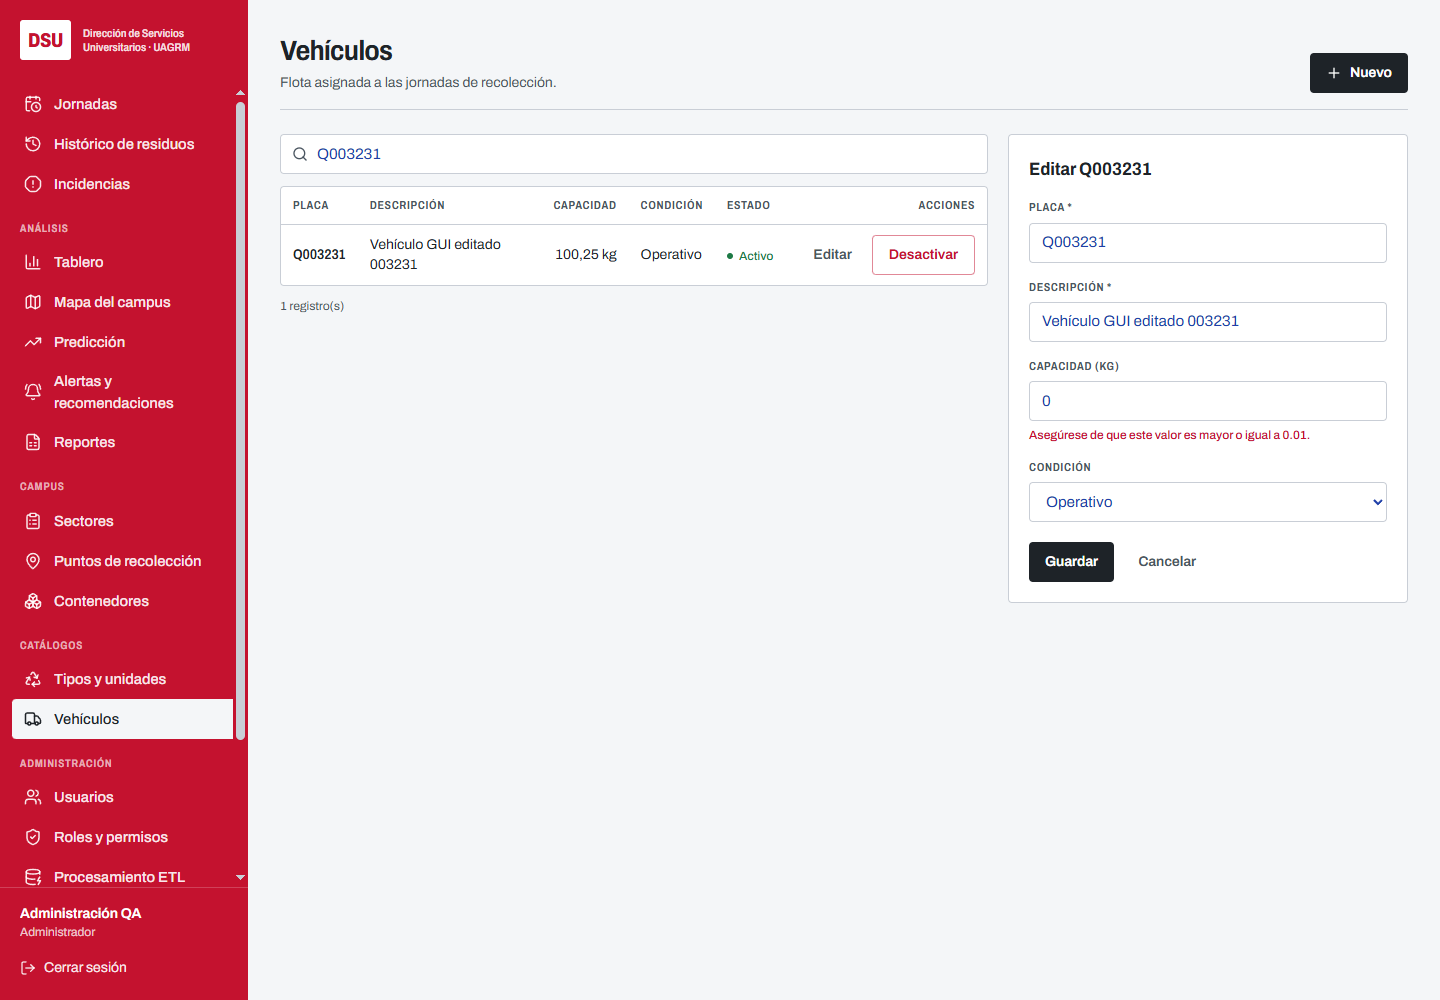 DSU
Dirección de Servicios
Universitarios · UAGRM
Jornadas
Histórico de residuos
Incidencias
ANÁLISIS
Tablero
Mapa del campus
Predicción
Alertas y
recomendaciones
Reportes
CAMPUS
Sectores
Puntos de recolección
Contenedores
CATÁLOGOS
Tipos y unidades
Vehículos
ADMINISTRACIÓN
Usuarios
Roles y permisos
Procesamiento ETL
Administración QA
Administrador
Cerrar sesión
Vehículos
Flota asignada a las jornadas de recolección.
Nuevo
Q003231
PLACA DESCRIPCIÓN CAPACIDAD CONDICIÓN ESTADO ACCIONES
Q003231 Vehículo GUI editado 003231 100,25 kg Operativo Activo Editar Desactivar
1 registro(s)
Editar Q003231
PLACA *
Q003231
DESCRIPCIÓN *
Vehículo GUI editado 003231
CAPACIDAD (KG)
0
Asegúrese de que este valor es mayor o igual a 0.01.
CONDICIÓN
Operativo
Guardar Cancelar